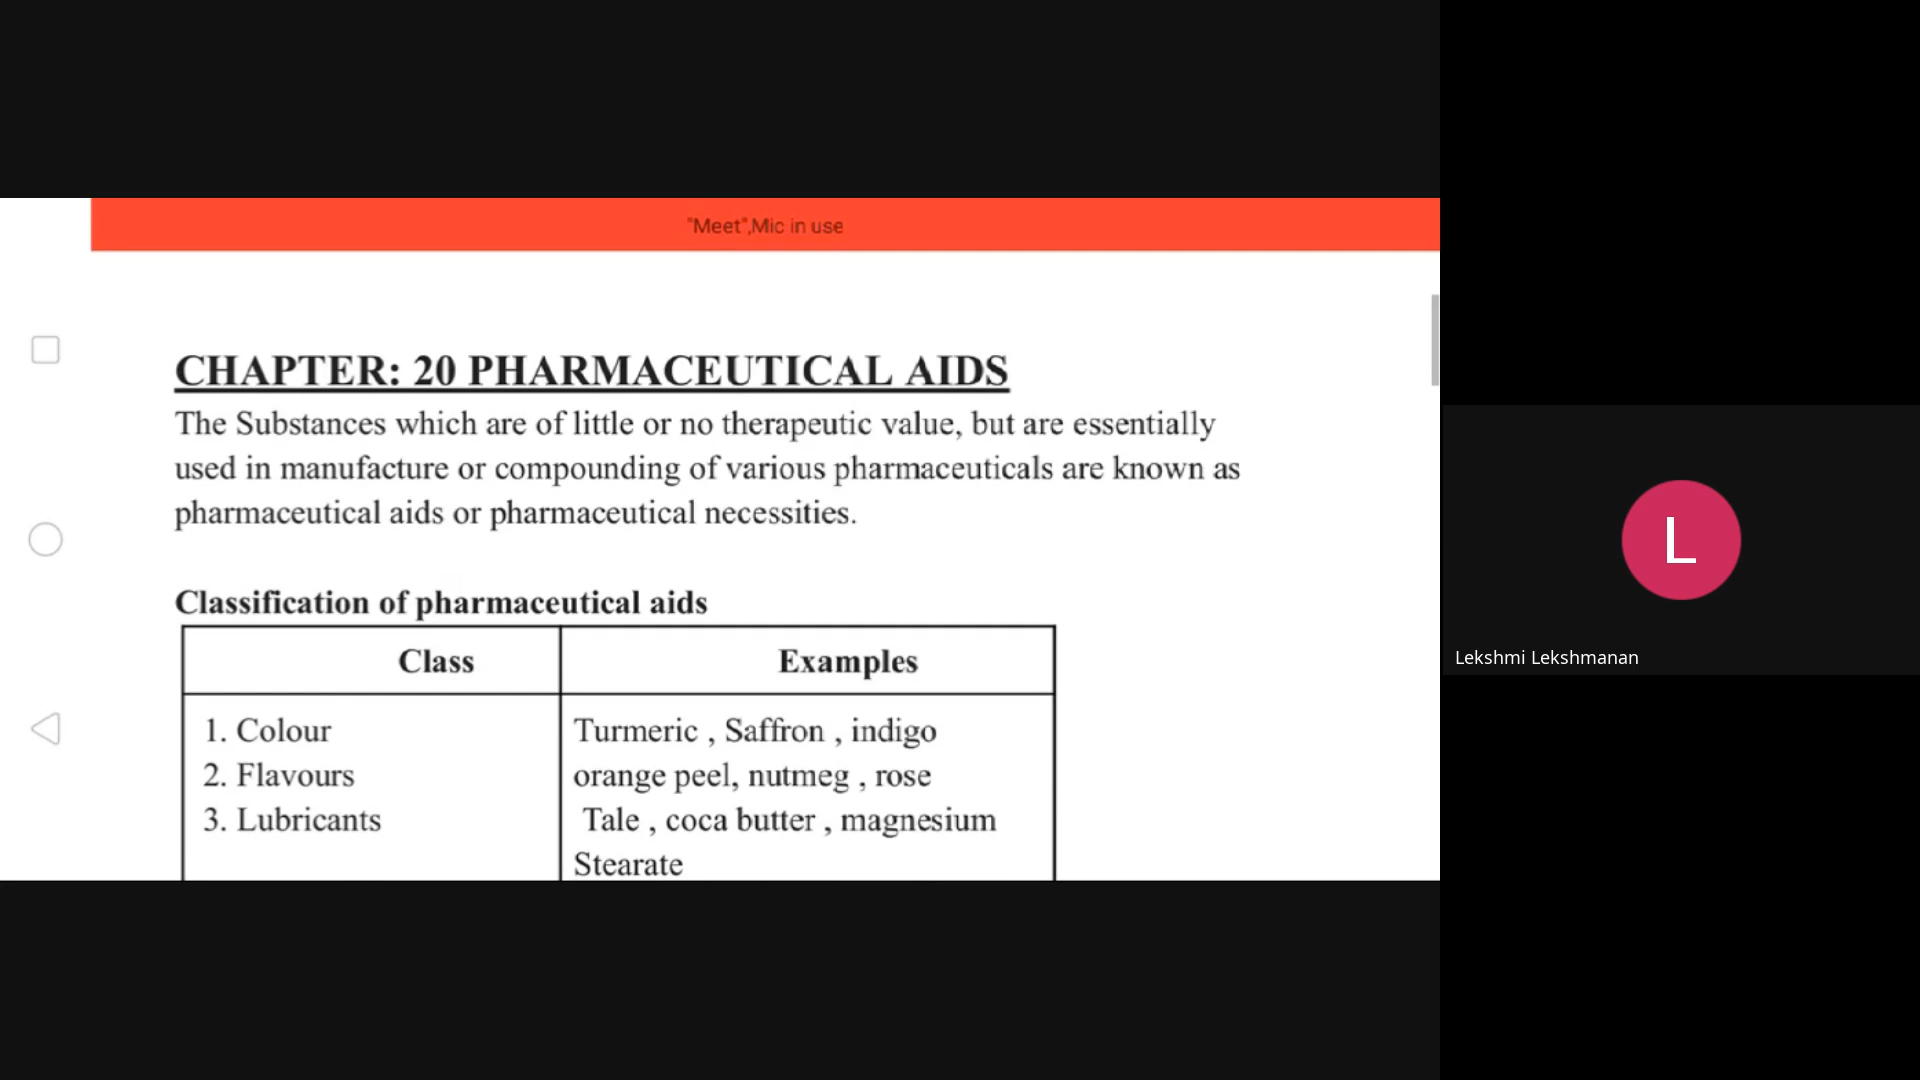 "Meet",Mic in use
CHAPTER: 20 PHARMACEUTICAL AIDS
The Substances which are of little or no therapeutic value, but are essentially
used in manufacture or compounding of various pharmaceuticals are known as
pharmaceutical aids or pharmaceutical necessities.
Classification of pharmaceutical aids
Class Examples
1. Colour Turmeric , Saffron , indigo
2. Flavours orange peel, nutmeg , rose
3. Lubricants Tale , coca butter , magnesium
Stearate
L
Lekshmi Lekshmanan